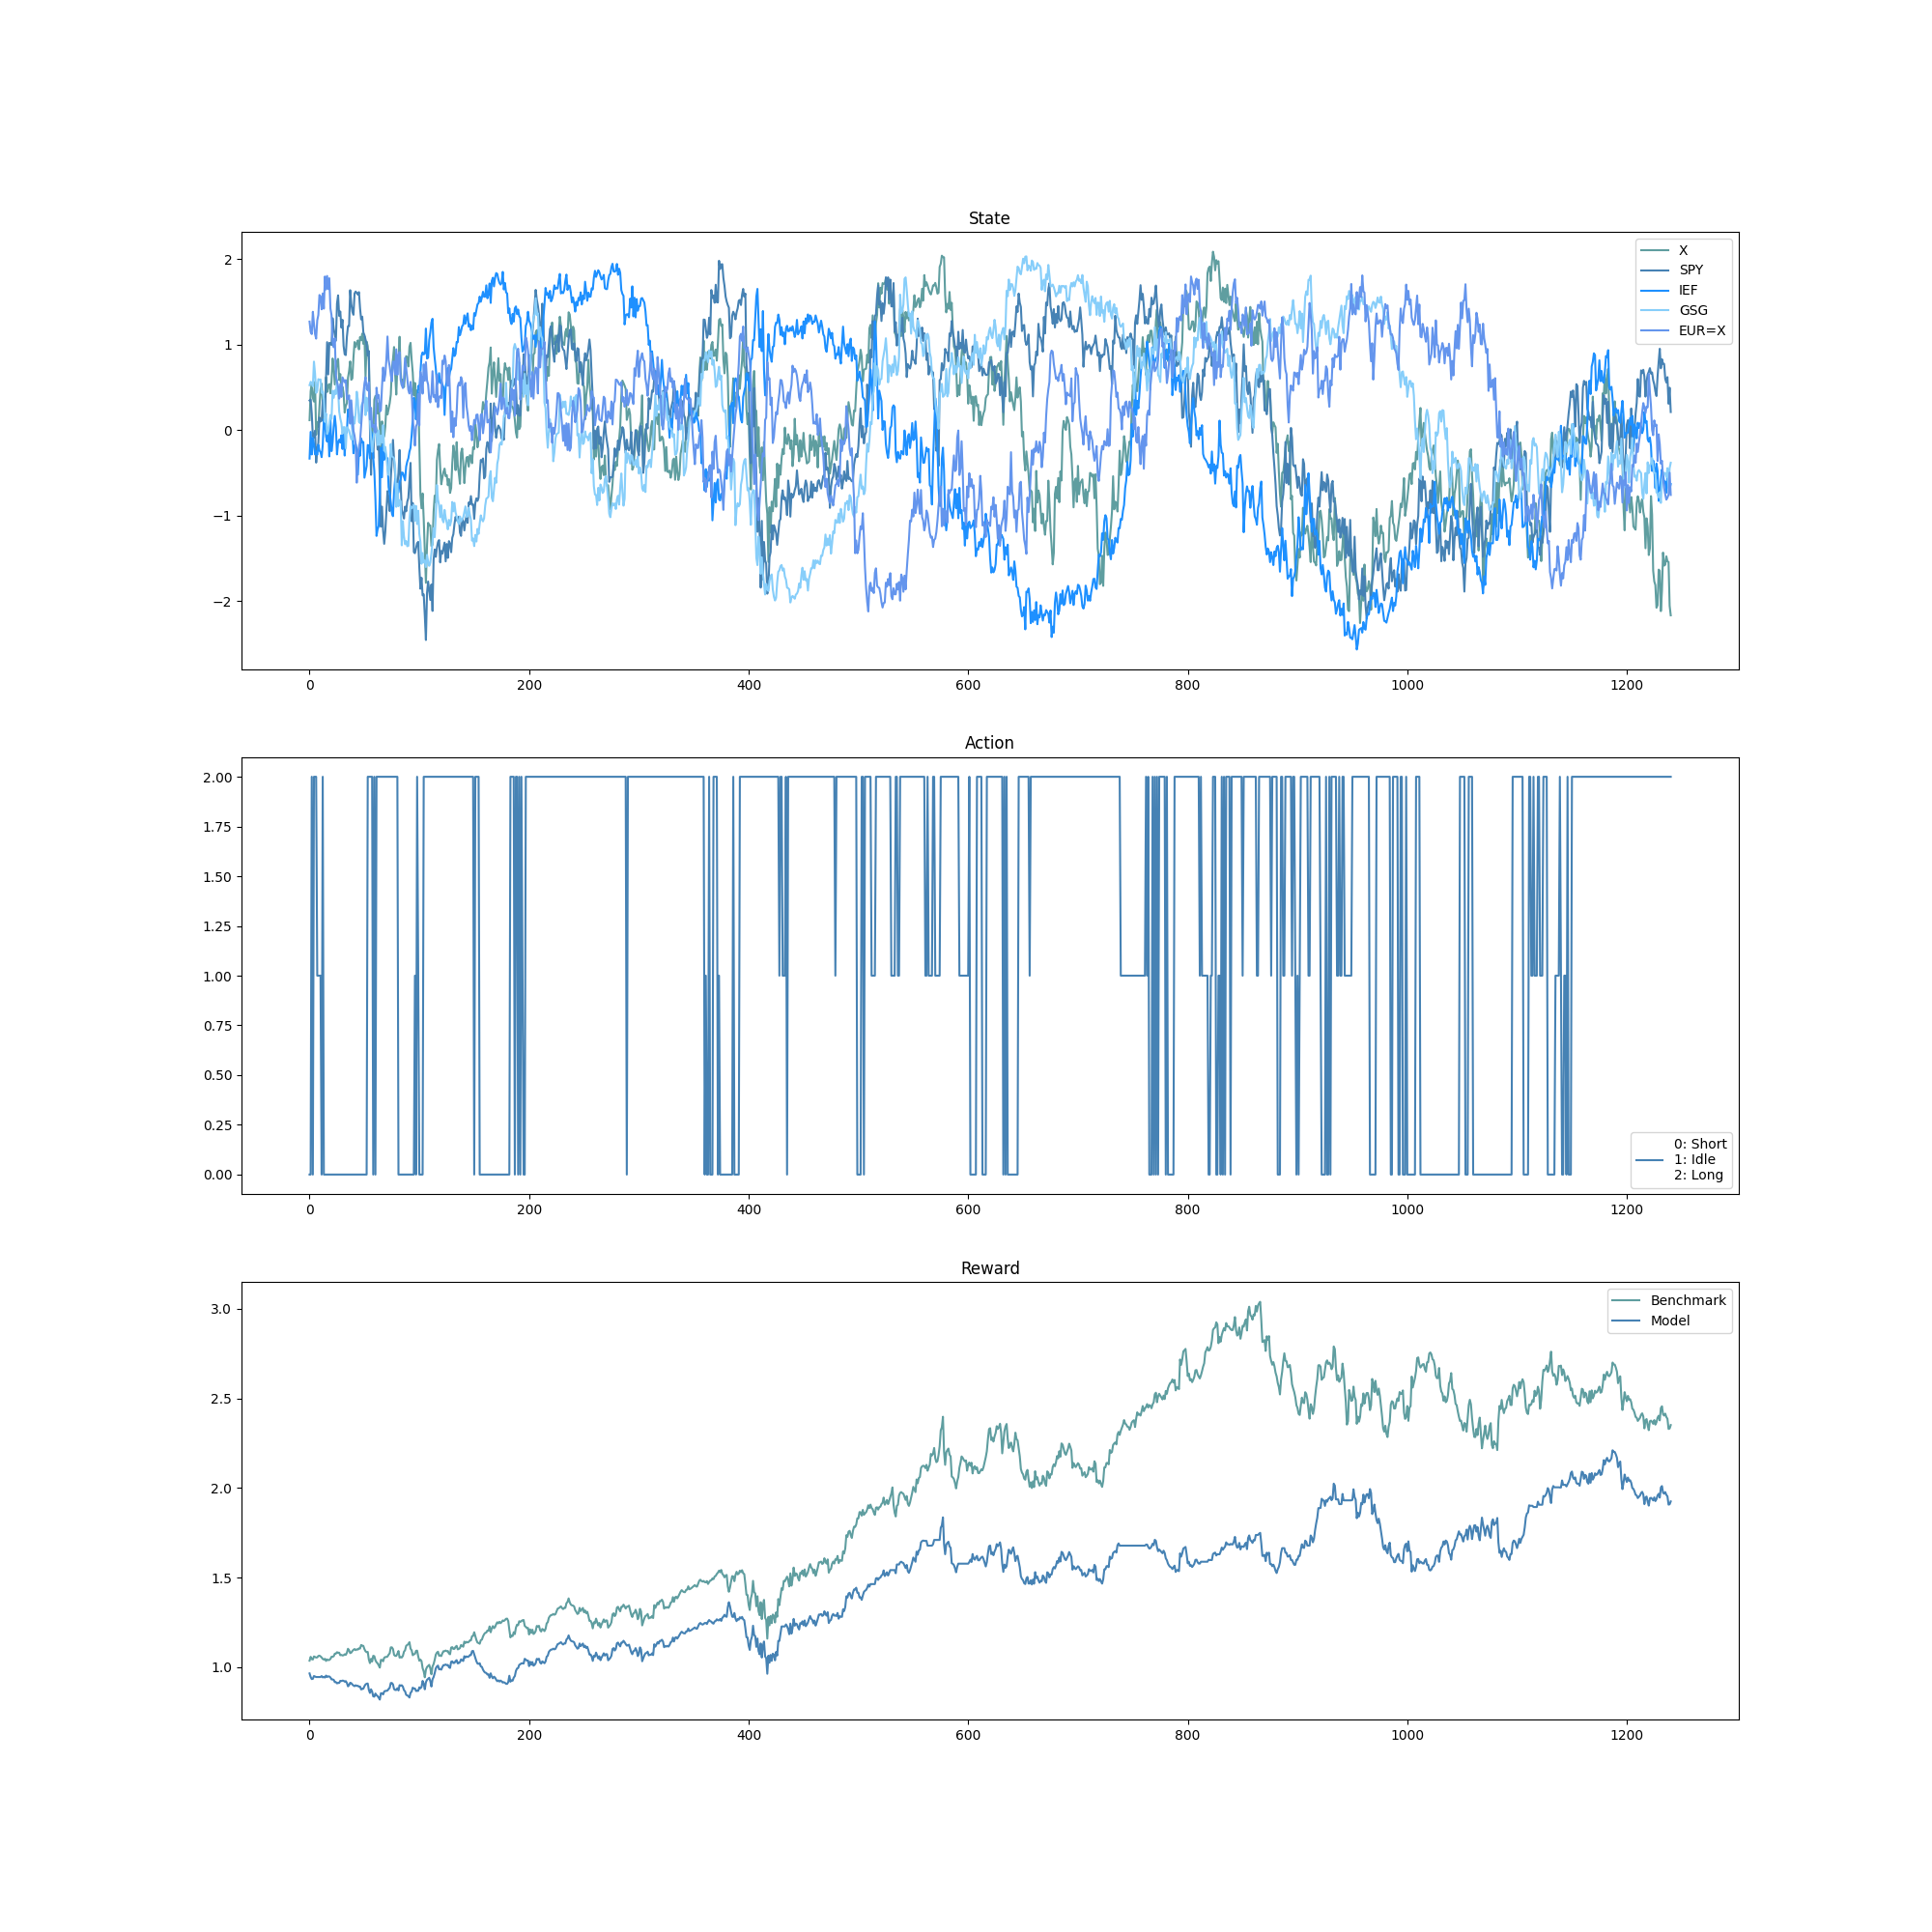 State
2
1
0
−1
−2
X
SPY
IEF
GSG
EUR=X
0 200 400 600 800 1000 1200
Action
2.00
1.75
1.50
1.25
1.00
0.75
0.50
0.25
0.00
0: Short
1: Idle
2: Long
0 200 400 600 800 1000 1200
Reward
3.0
2.5
2.0
1.5
1.0
Benchmark
Model
0 200 400 600 800 1000 1200